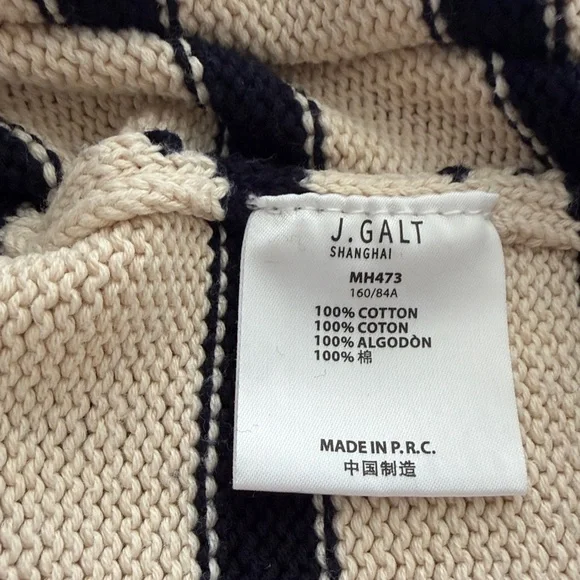 J.GALT
SHANGHAI
MH473
160/84A
100% COTTON
100% COTON
100% ALGODÒN
100% 棉
MADE IN P.R.C.
中国制造